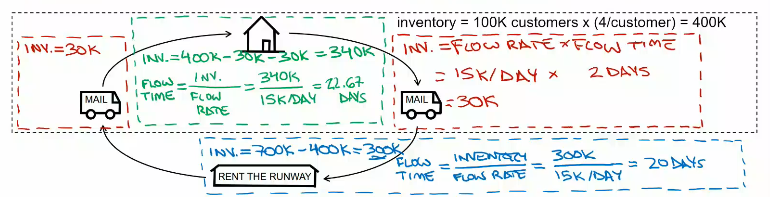 inventory = 100K customers x (4/customer) = 400K
INV. = 30K
INV. = 400K - 30K - 30K = 340K
FLOW TIME = INV. / FLOW RATE = 340K / 15K/DAY = 22.67 DAYS
INV. = FLOW RATE x FLOW TIME
= 15K/DAY x 2 DAYS
= 30K
MAIL
MAIL
INV. = 700K - 400K = 300K
FLOW TIME = INVENTORY / FLOW RATE = 300K / 15K/DAY = 20 DAYS
RENT THE RUNWAY